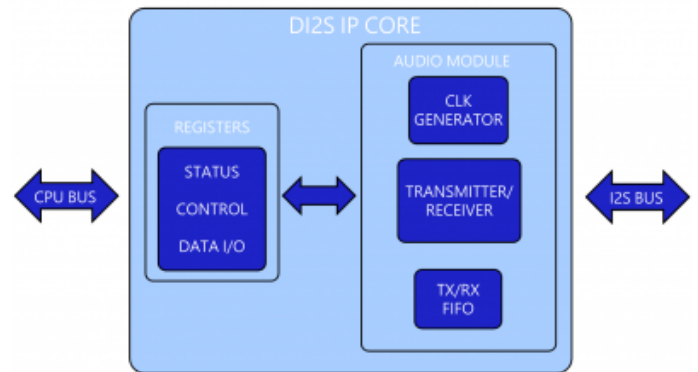 DI2S IP CORE
AUDIO MODULE
CLK
GENERATOR
REGISTERS
STATUS
CONTROL
DATA I/O
CPU BUS
TRANSMITTER/
RECEIVER
I2S BUS
TX/RX
FIFO